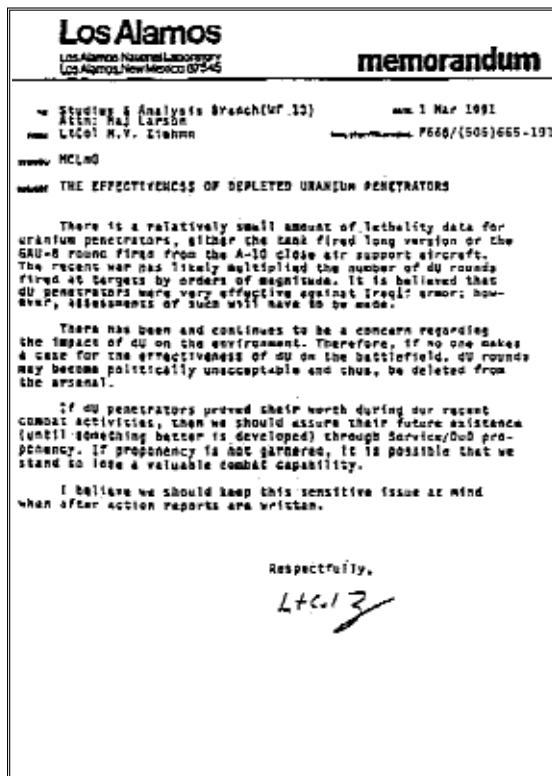 Los Alamos
Los Alamos National Laboratory
Los Alamos, New Mexico 87545
memorandum
TO Studies & Analysis Branch(WF 13)
Attn: Maj Larson
DATE 1 Mar 1991
FROM LtCol M.V. Ziehmn
F668/(505)665-191
MCLnO
SUBJECT THE EFFECTIVENESS OF DEPLETED URANIUM PENETRATORS
There is a relatively small amount of lethality data for
uranium penetrators, either the tank fired long version or the
GAU-8 round fired from the A-10 close air support aircraft.
The recent war has likely multiplied the number of dU rounds
fired at targets by orders of magnitude. It is believed that
dU penetrators were very effective against Iraqi armor; how-
ever, assessments of such will have to be made.
There has been and continues to be a concern regarding
the impact of dU on the environment. Therefore, if no one makes
a case for the effectiveness of dU on the battlefield, dU rounds
may become politically unacceptable and thus, be deleted from
the arsenal.
If dU penetrators proved their worth during our recent
combat activities, then we should assure their future existence
(until something better is developed) through Service/DoD pro-
ponency. If proponency is not garnered, it is possible that we
stand to lose a valuable combat capability.
I believe we should keep this sensitive issue at mind
when after action reports are written.
Respectfully,
LtCol Z